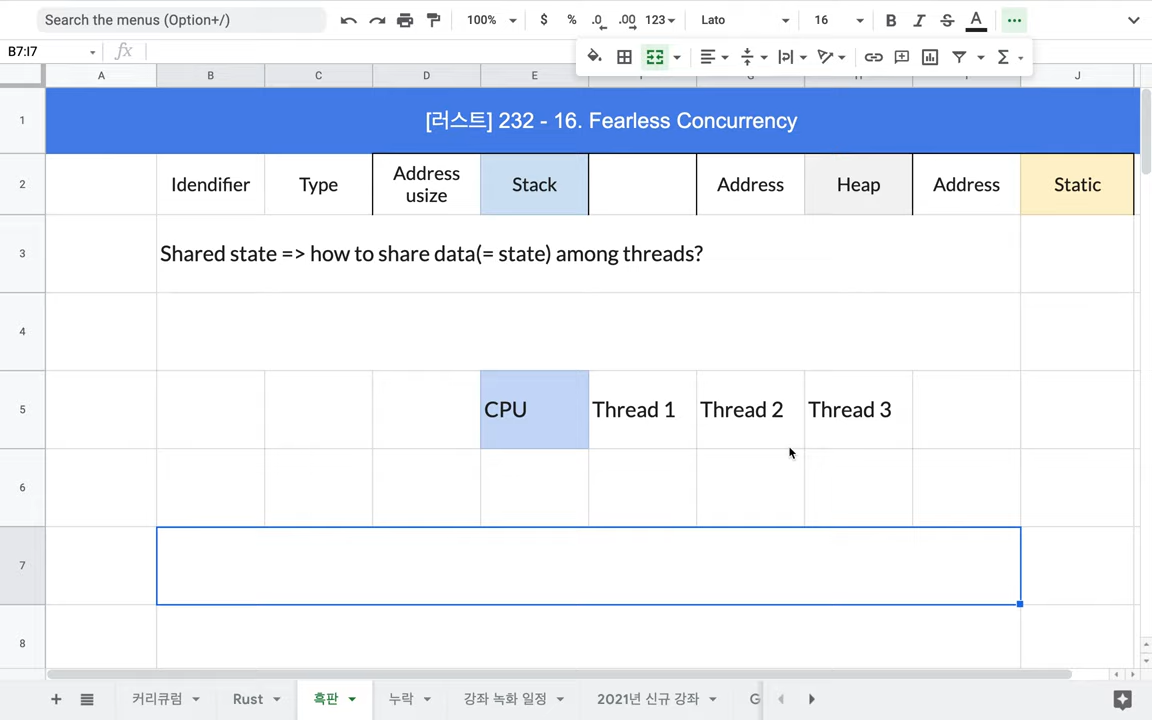 Search the menus (Option+/)
100%
$ % .0 .00 123
Lato
16
B I S A
B7:I7
fx
A B C D E F G H I J
1
[러스트] 232 - 16. Fearless Concurrency
2
Idenfifier Type Address usize Stack Address Heap Address Static
3
Shared state => how to share data(= state) among threads?
4
5
CPU Thread 1 Thread 2 Thread 3
6
7
8
커리큘럼 Rust 흑판 누락 강좌 녹화 일정 2021년 신규 강좌 G